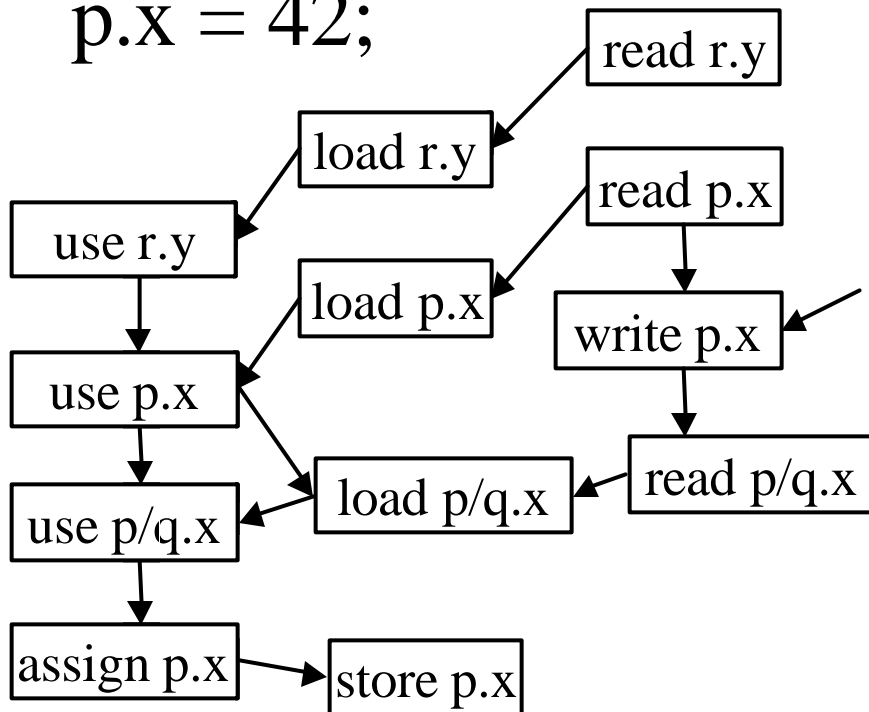 p.x = 42;
read r.y
load r.y
read p.x
use r.y
load p.x
write p.x
use p.x
read p/q.x
load p/q.x
use p/q.x
assign p.x
store p.x